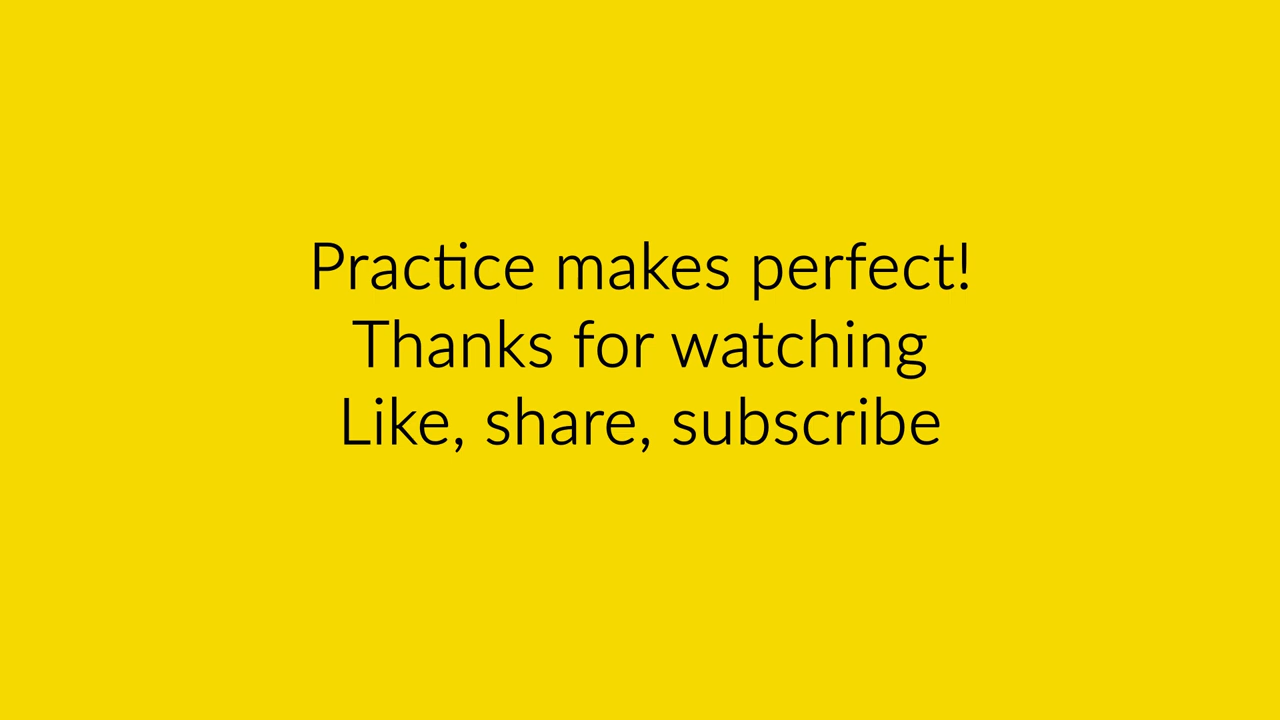 Practice makes perfect!
Thanks for watching
Like, share, subscribe